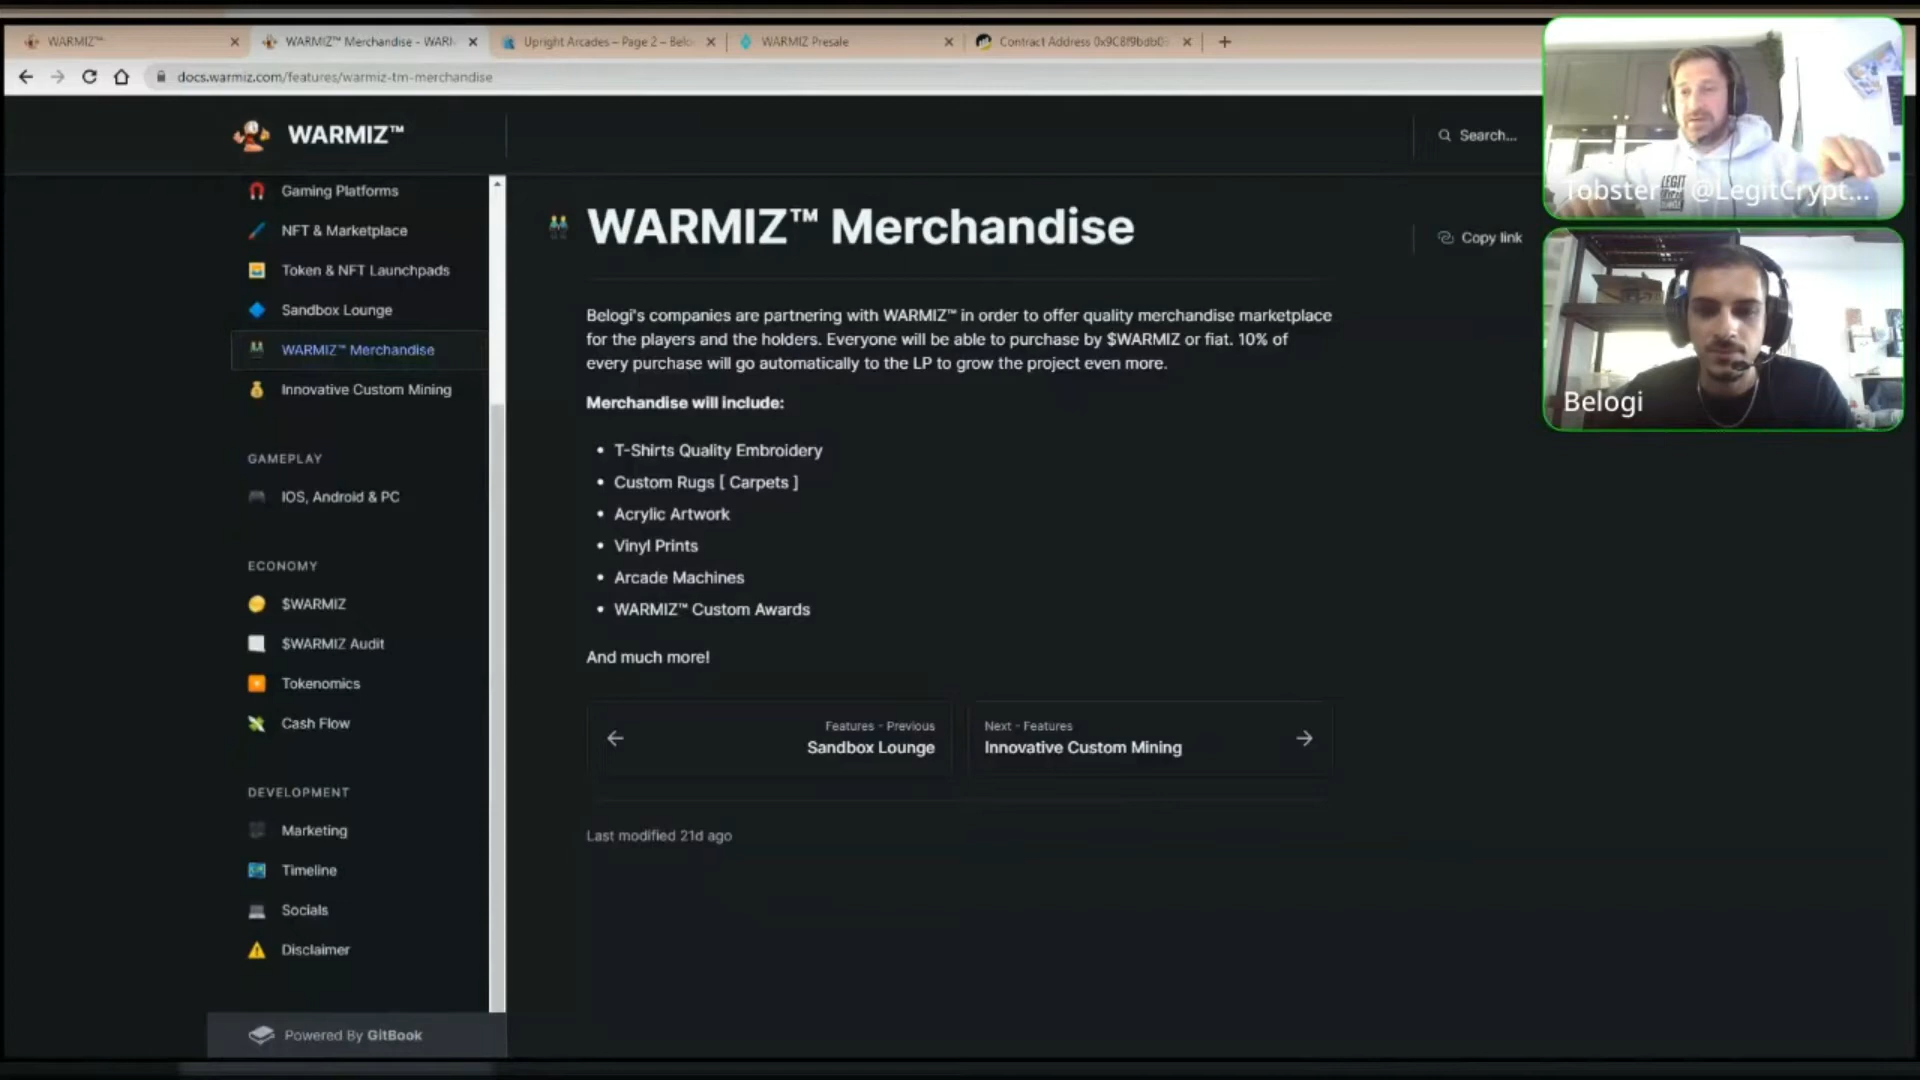 WARMIZ™
WARMIZ™ Merchandise - WARI
Upright Arcades – Page 2 – Belo
WARMIZ Presale
Contract Address 0x9C8f9bdb0
docs.warmiz.com/features/warmiz-tm-merchandise
WARMIZ™
Search...
Gaming Platforms
NFT & Marketplace
Token & NFT Launchpads
Sandbox Lounge
WARMIZ™ Merchandise
Innovative Custom Mining
GAMEPLAY
IOS, Android & PC
ECONOMY
$WARMIZ
$WARMIZ Audit
Tokenomics
Cash Flow
DEVELOPMENT
Marketing
Timeline
Socials
Disclaimer
Powered By GitBook
WARMIZ™ Merchandise
Copy link
Belogi's companies are partnering with WARMIZ™ in order to offer quality merchandise marketplace
for the players and the holders. Everyone will be able to purchase by $WARMIZ or fiat. 10% of
every purchase will go automatically to the LP to grow the project even more.
Merchandise will include:
• T-Shirts Quality Embroidery
• Custom Rugs [ Carpets ]
• Acrylic Artwork
• Vinyl Prints
• Arcade Machines
• WARMIZ™ Custom Awards
And much more!
Features - Previous
Sandbox Lounge
Next - Features
Innovative Custom Mining
Last modified 21d ago
Tobster - @LegitCrypt...
LEGIT
Belogi